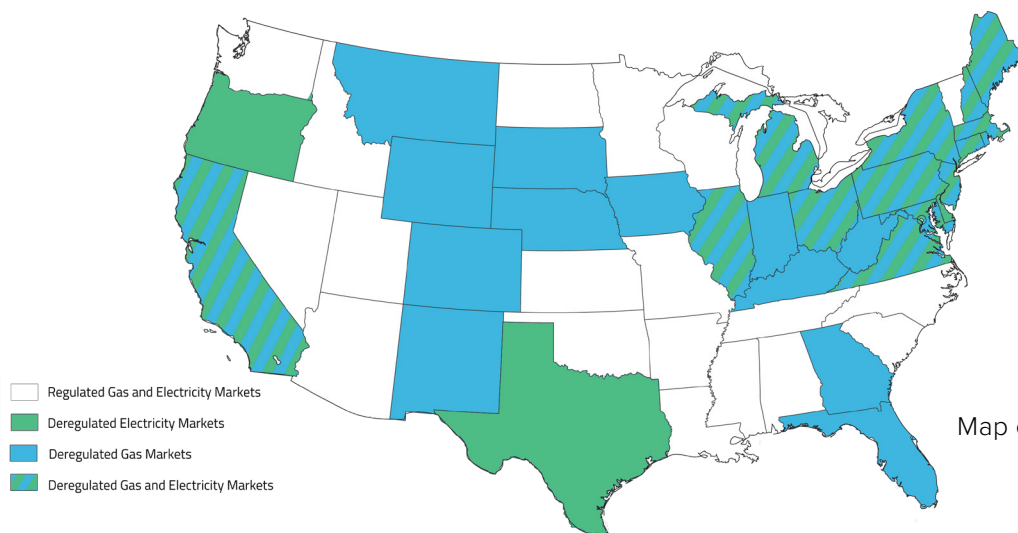 Regulated Gas and Electricity Markets
Deregulated Electricity Markets
Deregulated Gas Markets
Deregulated Gas and Electricity Markets
Map